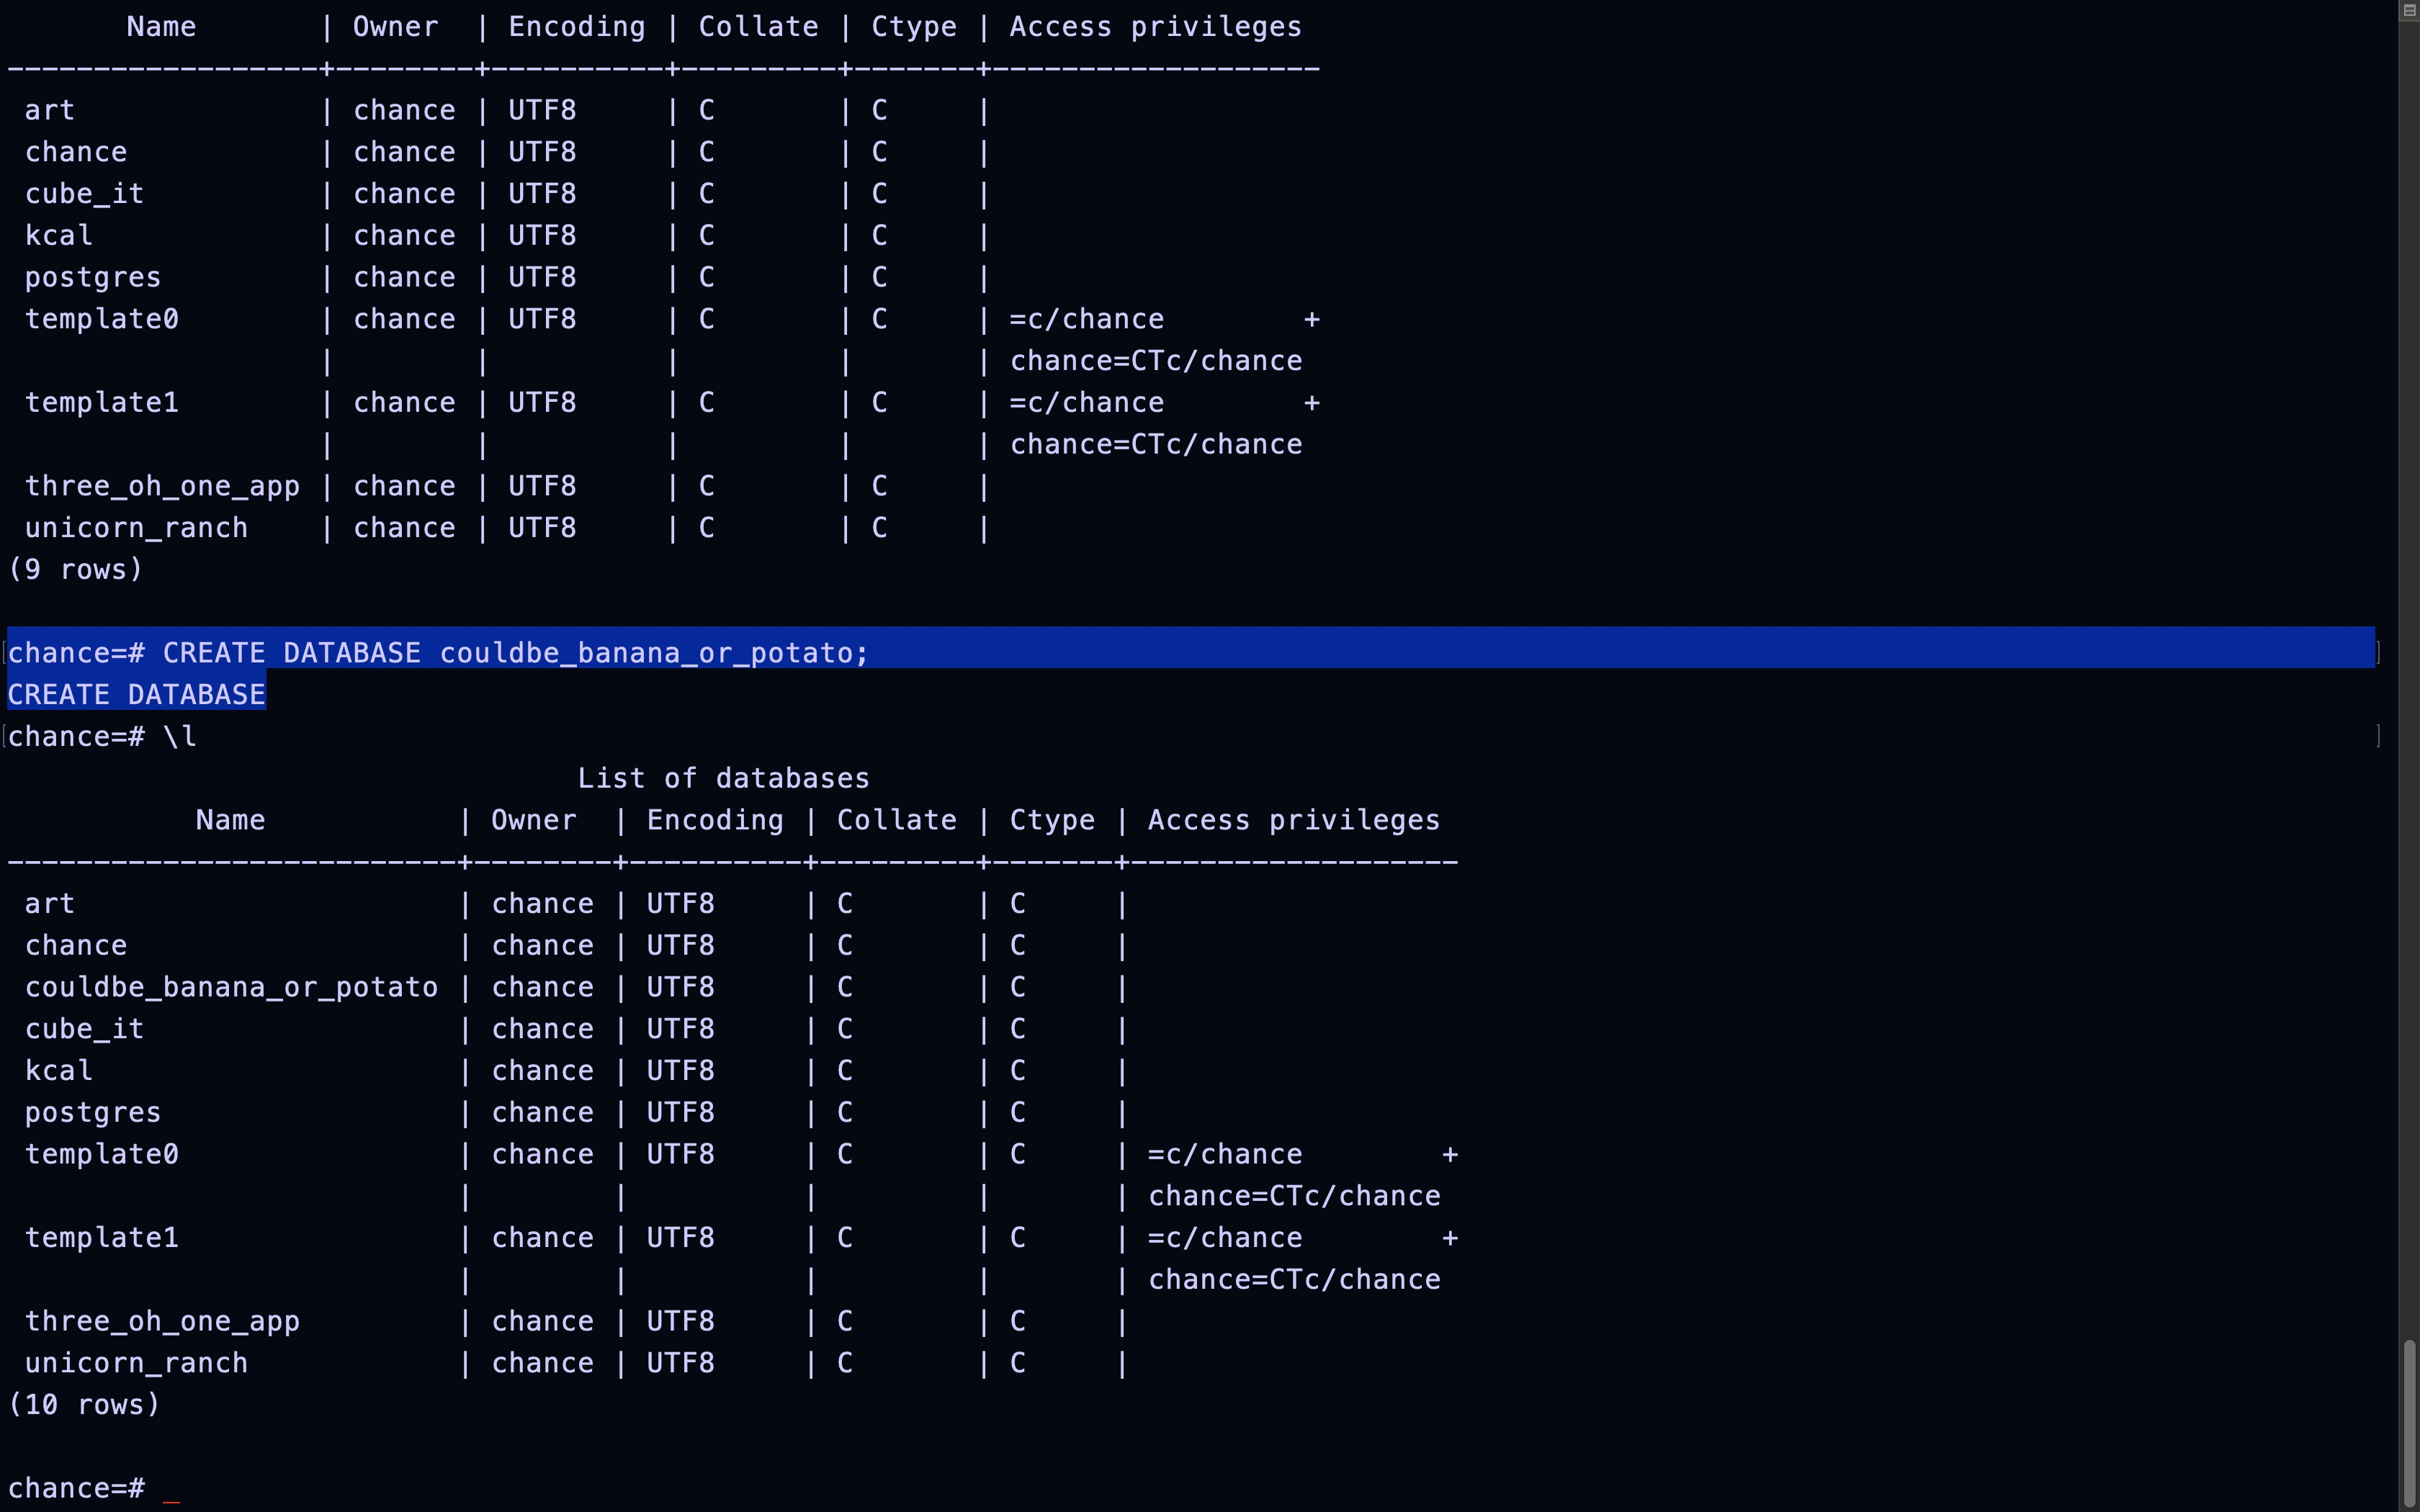 Name       | Owner  | Encoding | Collate | Ctype | Access privileges
------------------+--------+----------+---------+-------+-------------------
 art              | chance | UTF8     | C       | C     |
 chance           | chance | UTF8     | C       | C     |
 cube_it          | chance | UTF8     | C       | C     |
 kcal             | chance | UTF8     | C       | C     |
 postgres         | chance | UTF8     | C       | C     |
 template0        | chance | UTF8     | C       | C     | =c/chance        +
                  |        |          |         |       | chance=CTc/chance
 template1        | chance | UTF8     | C       | C     | =c/chance        +
                  |        |          |         |       | chance=CTc/chance
 three_oh_one_app | chance | UTF8     | C       | C     |
 unicorn_ranch    | chance | UTF8     | C       | C     |
(9 rows)

[chance=# CREATE DATABASE couldbe_banana_or_potato; ]
CREATE DATABASE
[chance=# \l ]
                                 List of databases
           Name           | Owner  | Encoding | Collate | Ctype | Access privileges
--------------------------+--------+----------+---------+-------+-------------------
 art                      | chance | UTF8     | C       | C     |
 chance                   | chance | UTF8     | C       | C     |
 couldbe_banana_or_potato | chance | UTF8     | C       | C     |
 cube_it                  | chance | UTF8     | C       | C     |
 kcal                     | chance | UTF8     | C       | C     |
 postgres                 | chance | UTF8     | C       | C     |
 template0                | chance | UTF8     | C       | C     | =c/chance        +
                          |        |          |         |       | chance=CTc/chance
 template1                | chance | UTF8     | C       | C     | =c/chance        +
                          |        |          |         |       | chance=CTc/chance
 three_oh_one_app         | chance | UTF8     | C       | C     |
 unicorn_ranch            | chance | UTF8     | C       | C     |
(10 rows)

chance=# _